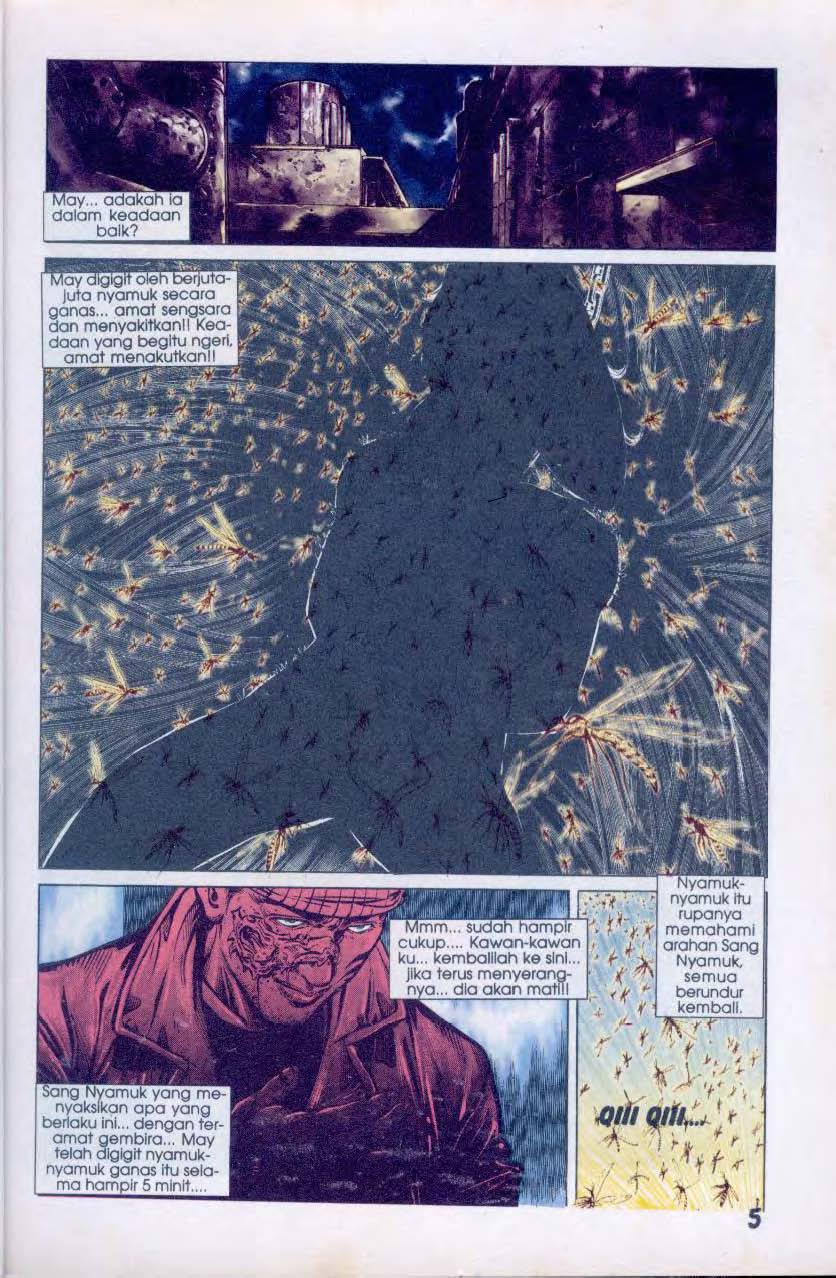 May... adakah ia
dalam keadaan
baik?
May digigit oleh berjuta-
juta nyamuk secara
ganas... amat sengsara
dan menyakitkan!! Kea-
daan yang begitu ngeri,
amat menakutkan!!
Mmm... sudah hampir
cukup.... Kawan-kawan
ku... kembalilah ke sini...
jika terus menyerang-
nya... dia akan mati!!
Nyamuk-
nyamuk itu
rupanya
memahami
arahan Sang
Nyamuk,
semua
berundur
kembali.
Sang Nyamuk yang me-
nyaksikan apa yang
berlaku ini... dengan ter-
amat gembira... May
telah digigit nyamuk-
nyamuk ganas itu sela-
ma hampir 5 minit....
QIII QIII....
5